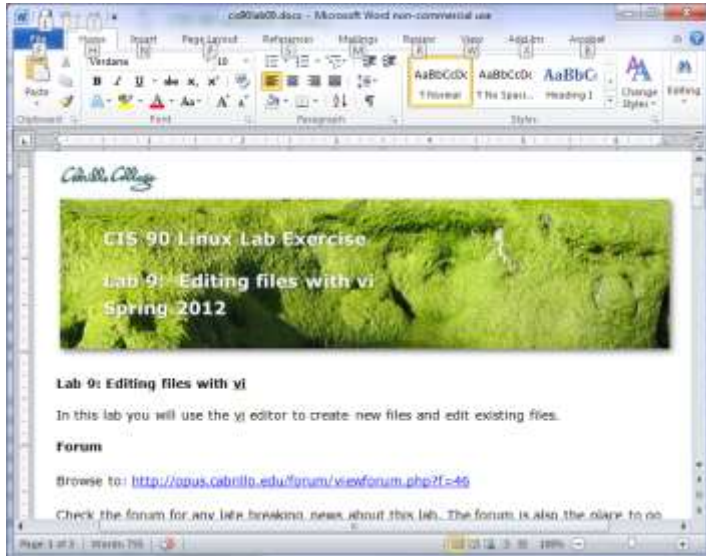 cis90lab09.docx - Microsoft Word non-commercial use
File Home Insert Page Layout References Mailings Review View Add-Ins Acrobat
F H N P S M R W X B
Verdana 10
Paste
B I U abc x, x'
Aa A A
AaBbCcDc AaBbCcDc AaBbC
¶ Normal ¶ No Spaci... Heading 1
Change Styles
Editing
Clipboard Font Paragraph Styles
Cabrillo College
CIS 90 Linux Lab Exercise
Lab 9: Editing files with vi
Spring 2012
Lab 9: Editing files with vi
In this lab you will use the vi editor to create new files and edit existing files.
Forum
Browse to: http://opus.cabrillo.edu/forum/viewforum.php?f=46
Check the forum for any late breaking news about this lab. The forum is also the place to go
Page 1 of 3 Words: 795 100%